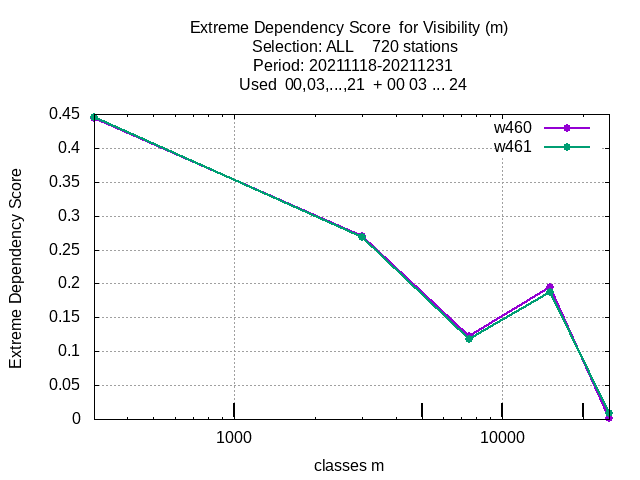 Extreme Dependency Score  for Visibility (m)
Selection: ALL    720 stations
Period: 20211118-20211231
Used  00,03,...,21  + 00 03 ... 24
w460
w461
0.45
0.4
0.35
0.3
0.25
0.2
0.15
0.1
0.05
0
Extreme Dependency Score
1000
10000
classes m